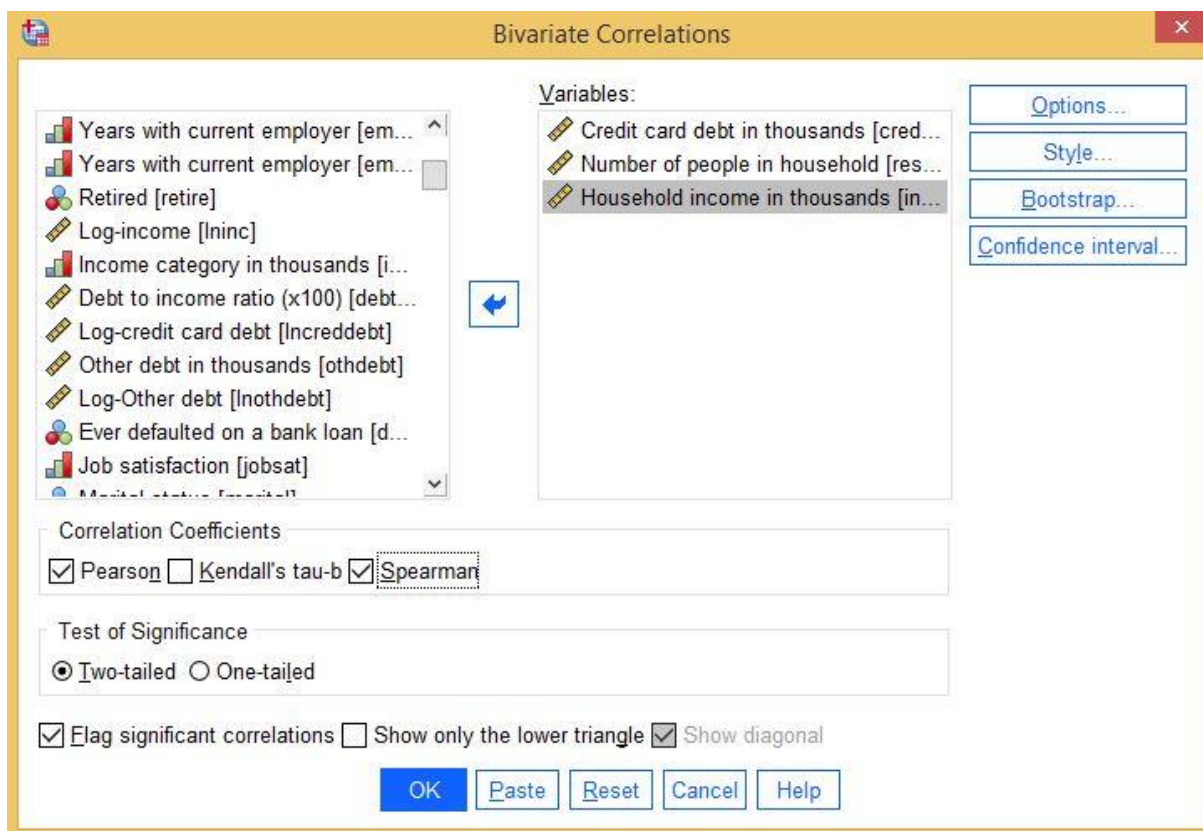 Bivariate Correlations
Years with current employer [em...
Years with current employer [em...
Retired [retire]
Log-income [lninc]
Income category in thousands [i...
Debt to income ratio (x100) [debt...
Log-credit card debt [lncreddebt]
Other debt in thousands [othdebt]
Log-Other debt [lnothdebt]
Ever defaulted on a bank loan [d...
Job satisfaction [jobsat]
Marital status [marital]
Variables:
Credit card debt in thousands [cred...
Number of people in household [res...
Household income in thousands [in...
Options...
Style...
Bootstrap...
Confidence interval...
Correlation Coefficients
Pearson Kendall's tau-b Spearman
Test of Significance
Two-tailed One-tailed
Flag significant correlations Show only the lower triangle Show diagonal
OK Paste Reset Cancel Help